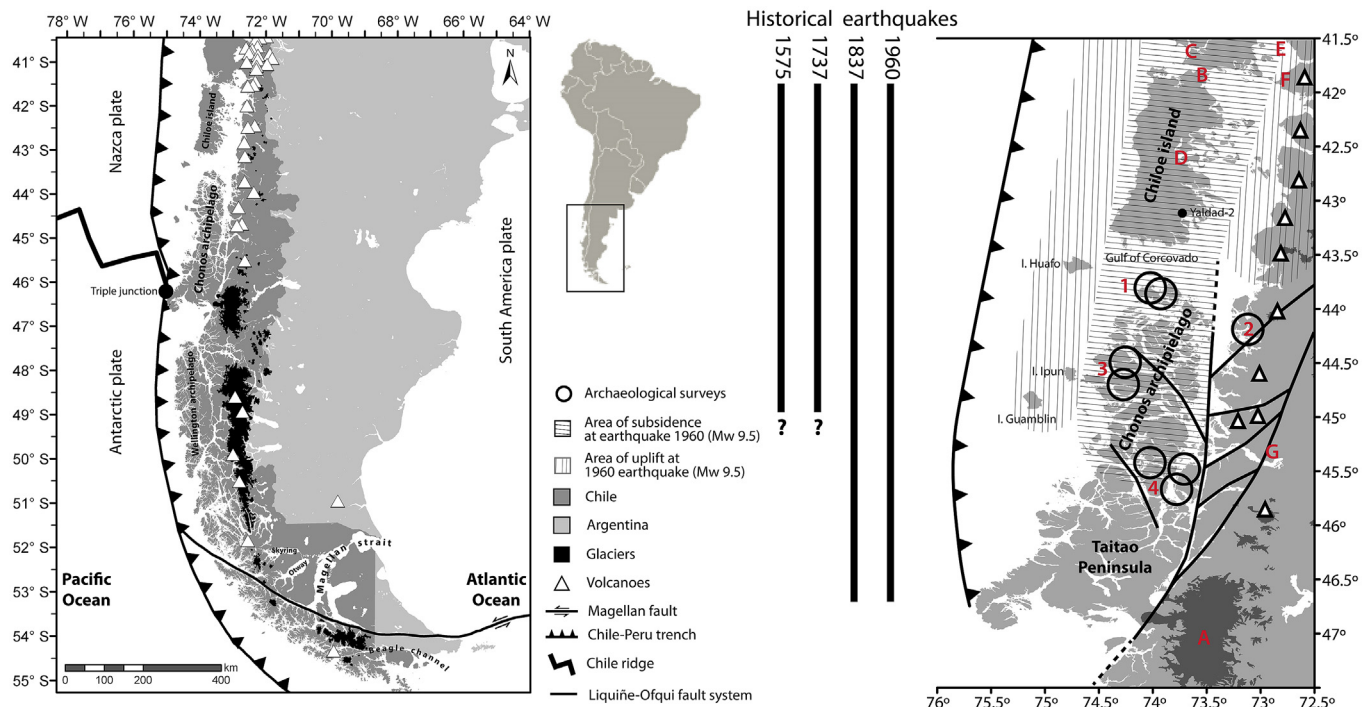 78° W 76° W 74° W 72° W 70° W 68° W 66° W 64° W
41° S
42° S
43° S
44° S
45° S
46° S
47° S
48° S
49° S
50° S
51° S
52° S
53° S
54° S
55° S
N
Nazca plate
Chiloe island
Chonos archipelago
Triple junction
Antarctic plate
Wellington archipelago
South America plate
Skyring
Otway
Magellan strait
Pacific
Ocean
Atlantic
Ocean
Beagle channel
0 100 200 400
km
Archaeological surveys
Area of subsidence
at earthquake 1960 (Mw 9.5)
Area of uplift at
1960 earthquake (Mw 9.5)
Chile
Argentina
Glaciers
Volcanoes
Magellan fault
Chile-Peru trench
Chile ridge
Liquiñe-Ofqui fault system
Historical earthquakes
1575
1737
1837
1960
? ?
C
B
E
F
D
Chiloe island
Yaldad-2
Gulf of Corcovado
I. Huafo
1
2
3
I. Ipun
I. Guamblin
Chonos archipielago
G
4
Taitao
Peninsula
A
41.5°
42°
42.5°
43°
43.5°
44°
44.5°
45°
45.5°
46°
46.5°
47°
76° 75.5° 75° 74.5° 74° 73.5° 73° 72.5°